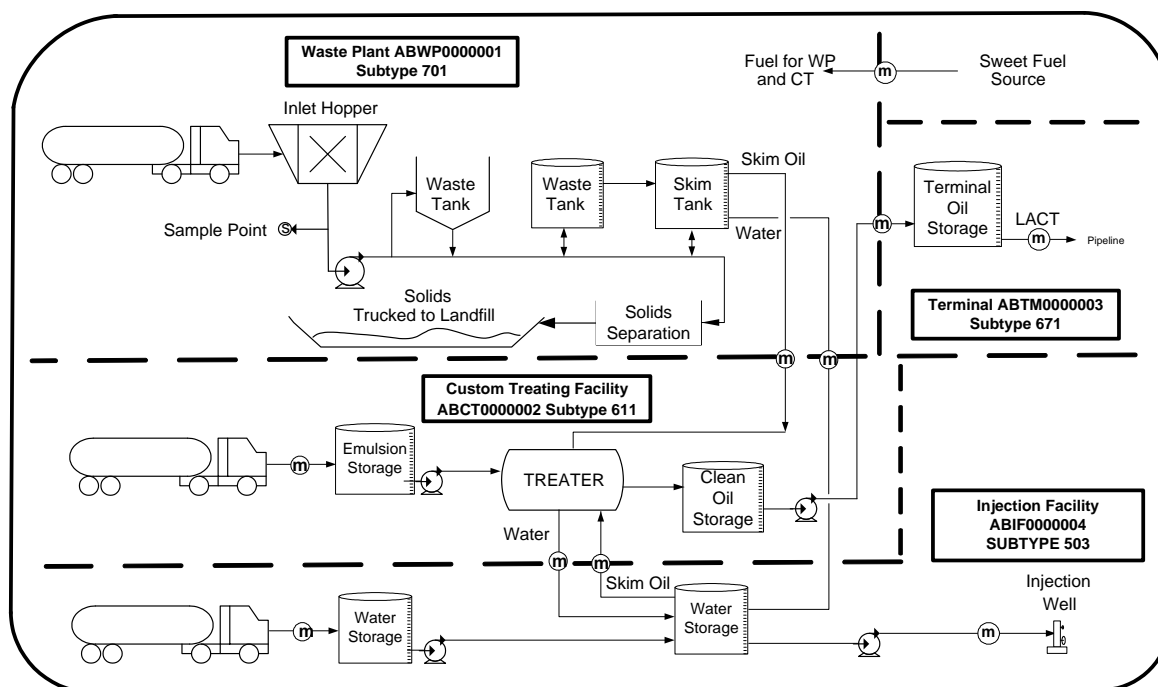 Waste Plant ABWP0000001
Subtype 701
Fuel for WP
and CT
m
Sweet Fuel
Source
Inlet Hopper
Waste
Tank
Waste
Tank
Skim
Tank
Skim Oil
Water
Terminal
Oil
Storage
m
LACT
m
Pipeline
Sample Point
S
Solids
Trucked to Landfill
Solids
Separation
Terminal ABTM0000003
Subtype 671
m
m
Custom Treating Facility
ABCT0000002 Subtype 611
m
Emulsion
Storage
TREATER
Clean
Oil
Storage
Injection Facility
ABIF0000004
SUBTYPE 503
Water
m
m
Skim Oil
Injection
Well
m
Water
Storage
Water
Storage
m